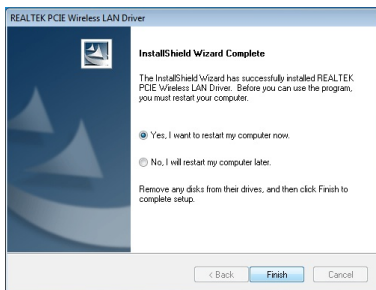 REALTEK PCIE Wireless LAN Driver
InstallShield Wizard Complete
The InstallShield Wizard has successfully installed REALTEK
PCIE Wireless LAN Driver. Before you can use the program,
you must restart your computer.
Yes, I want to restart my computer now.
No, I will restart my computer later.
Remove any disks from their drives, and then click Finish to
complete setup.
< Back Finish Cancel